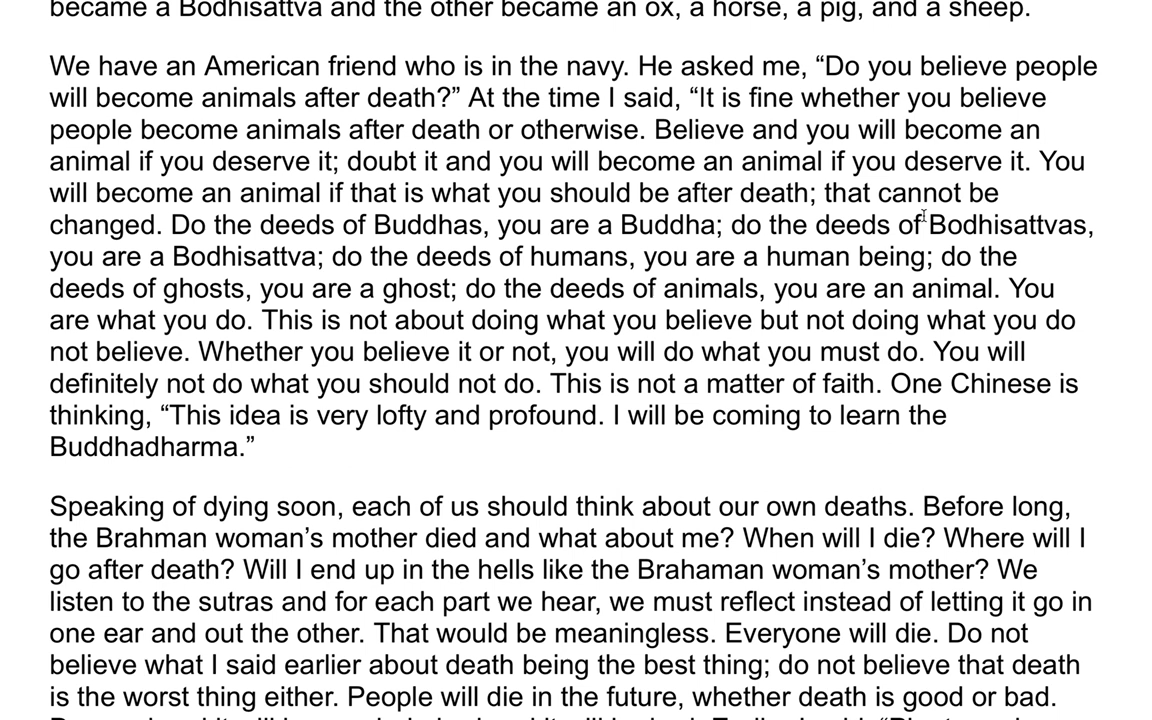 became a Bodhisattva and the other became an ox, a horse, a pig, and a sheep.
We have an American friend who is in the navy. He asked me, “Do you believe people
will become animals after death?” At the time I said, “It is fine whether you believe
people become animals after death or otherwise. Believe and you will become an
animal if you deserve it; doubt it and you will become an animal if you deserve it. You
will become an animal if that is what you should be after death; that cannot be
changed. Do the deeds of Buddhas, you are a Buddha; do the deeds of Bodhisattvas,
you are a Bodhisattva; do the deeds of humans, you are a human being; do the
deeds of ghosts, you are a ghost; do the deeds of animals, you are an animal. You
are what you do. This is not about doing what you believe but not doing what you do
not believe. Whether you believe it or not, you will do what you must do. You will
definitely not do what you should not do. This is not a matter of faith. One Chinese is
thinking, “This idea is very lofty and profound. I will be coming to learn the
Buddhadharma.”
Speaking of dying soon, each of us should think about our own deaths. Before long,
the Brahman woman’s mother died and what about me? When will I die? Where will I
go after death? Will I end up in the hells like the Brahaman woman’s mother? We
listen to the sutras and for each part we hear, we must reflect instead of letting it go in
one ear and out the other. That would be meaningless. Everyone will die. Do not
believe what I said earlier about death being the best thing; do not believe that death
is the worst thing either. People will die in the future, whether death is good or bad.